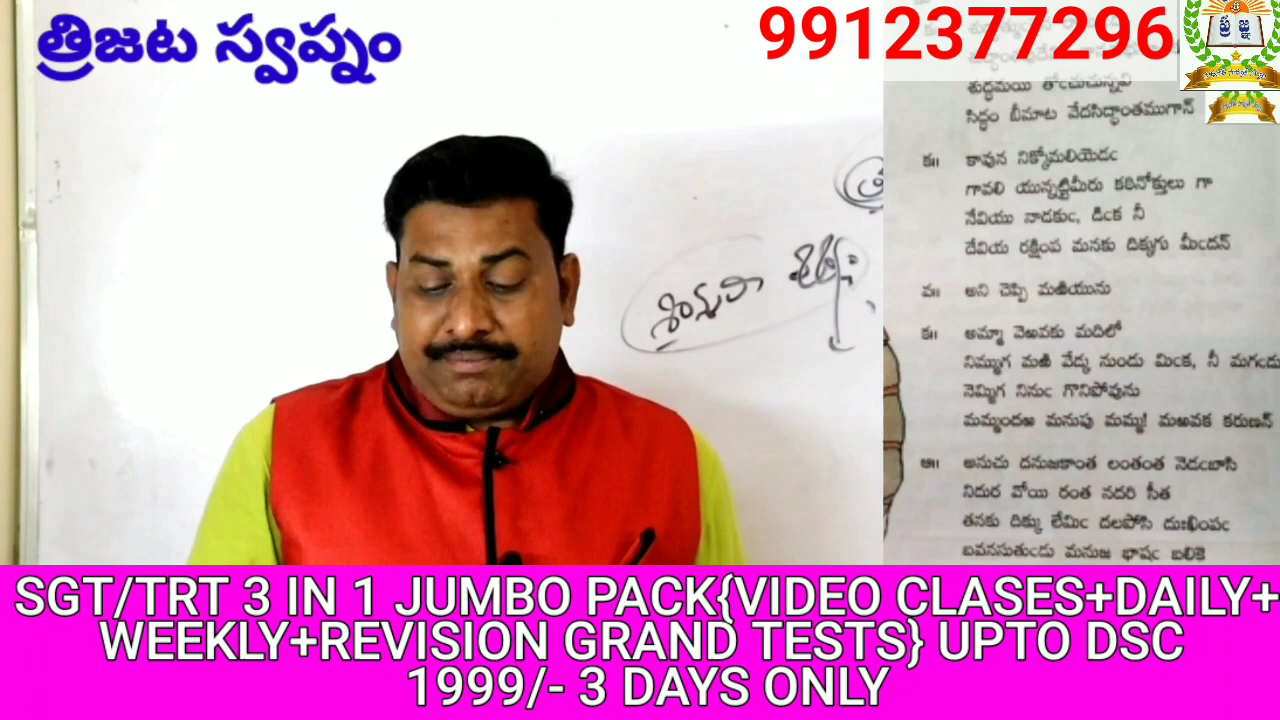 త్రిజట స్వప్నం
9912377296
శుద్ధమయి తోఁచుచున్నవి
సిద్ధం బీమాట వేదసిద్ధాంతముగాన్
క॥ కావున నిక్కోమలియెడఁ
గావలి యున్నట్టిమీరు కఠినోక్తులు గా
నేవియు నాడకుఁ, డిఁక నీ
దేవియ రక్షింప మనకు దిక్కగు మీఁదన్
వ॥ అని చెప్పి మఱియును
క॥ అమ్మా వెఱవకు మదిలో
నిమ్ముగ మఱి వేడ్క నుండు మిఁక, నీ మగఁడు
నెమ్మిగ నినుఁ గొనిపోవును
మమ్మందఱ మనుపు మమ్మ! మఱవక కరుణన్
ఆ॥ అనుచు దనుజకాంత లంతంత నెడఁబాసి
నిదుర వోయి రంత నదరి సీత
తనకు దిక్కు లేమిఁ దలపోసి దుఃఖింపఁ
బవనసుతుఁడు మనుజ భాషఁ బలికె
SGT/TRT 3 IN 1 JUMBO PACK{VIDEO CLASES+DAILY+
WEEKLY+REVISION GRAND TESTS} UPTO DSC
1999/- 3 DAYS ONLY